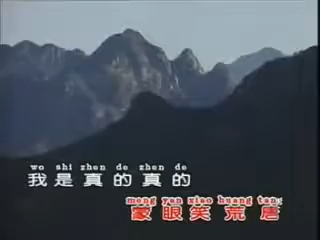 wo shi zhen de zhen de
我是真的真的
meng yan xiao huang tan
蒙眼笑荒唐